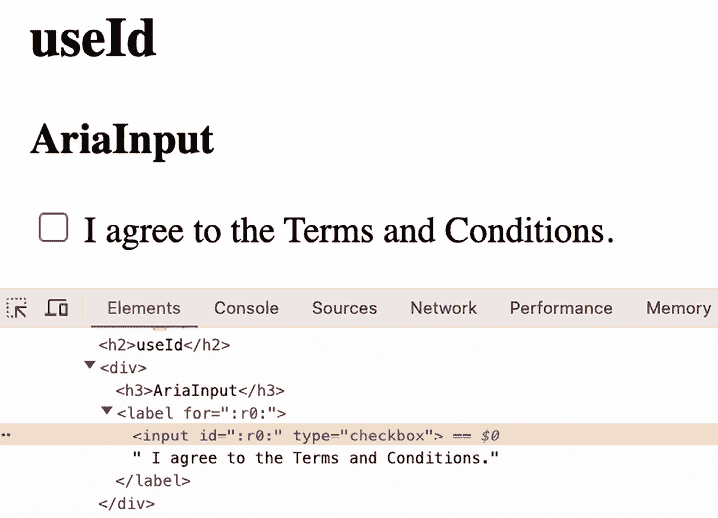 useId
AriaInput
I agree to the Terms and Conditions.
Elements Console Sources Network Performance Memory
<h2>useId</h2>
<div>
<h3>AriaInput</h3>
<label for=":r0:">
<input id=":r0:" type="checkbox"> == $0
" I agree to the Terms and Conditions."
</label>
</div>